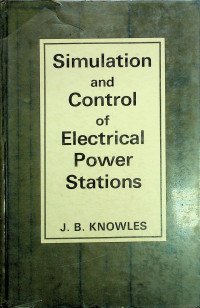 Simulation
and
Control
of
Electrical
Power
Stations
J. B. KNOWLES